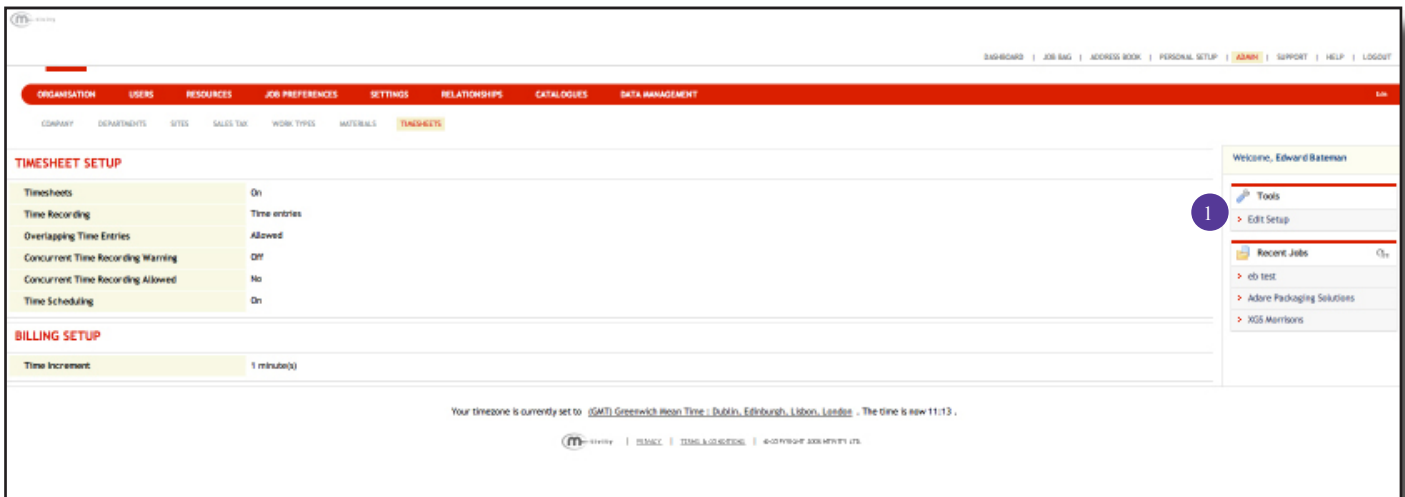 DASHBOARD | JOB BAG | ADDRESS BOOK | PERSONAL SETUP | ADMIN | SUPPORT | HELP | LOGOUT
ORGANISATION USERS RESOURCES JOB PREFERENCES SETTINGS RELATIONSHIPS CATALOGUES DATA MANAGEMENT
COMPANY DEPARTMENTS SITES SALES TAX WORK TYPES MATERIALS TIMESHEETS
TIMESHEET SETUP
Timesheets On
Time Recording Time entries
Overlapping Time Entries Allowed
Concurrent Time Recording Warning Off
Concurrent Time Recording Allowed No
Time Scheduling On
BILLING SETUP
Time Increment 1 minute(s)
Welcome, Edward Bateman
Tools
1
> Edit Setup
Recent Jobs
> eb test
> Adare Packaging Solutions
> XGS Morrisons
Your timezone is currently set to (GMT) Greenwich Mean Time : Dublin, Edinburgh, Lisbon, London . The time is now 11:13 .
m | PRIVACY | TERMS & CONDITIONS | © COPYRIGHT